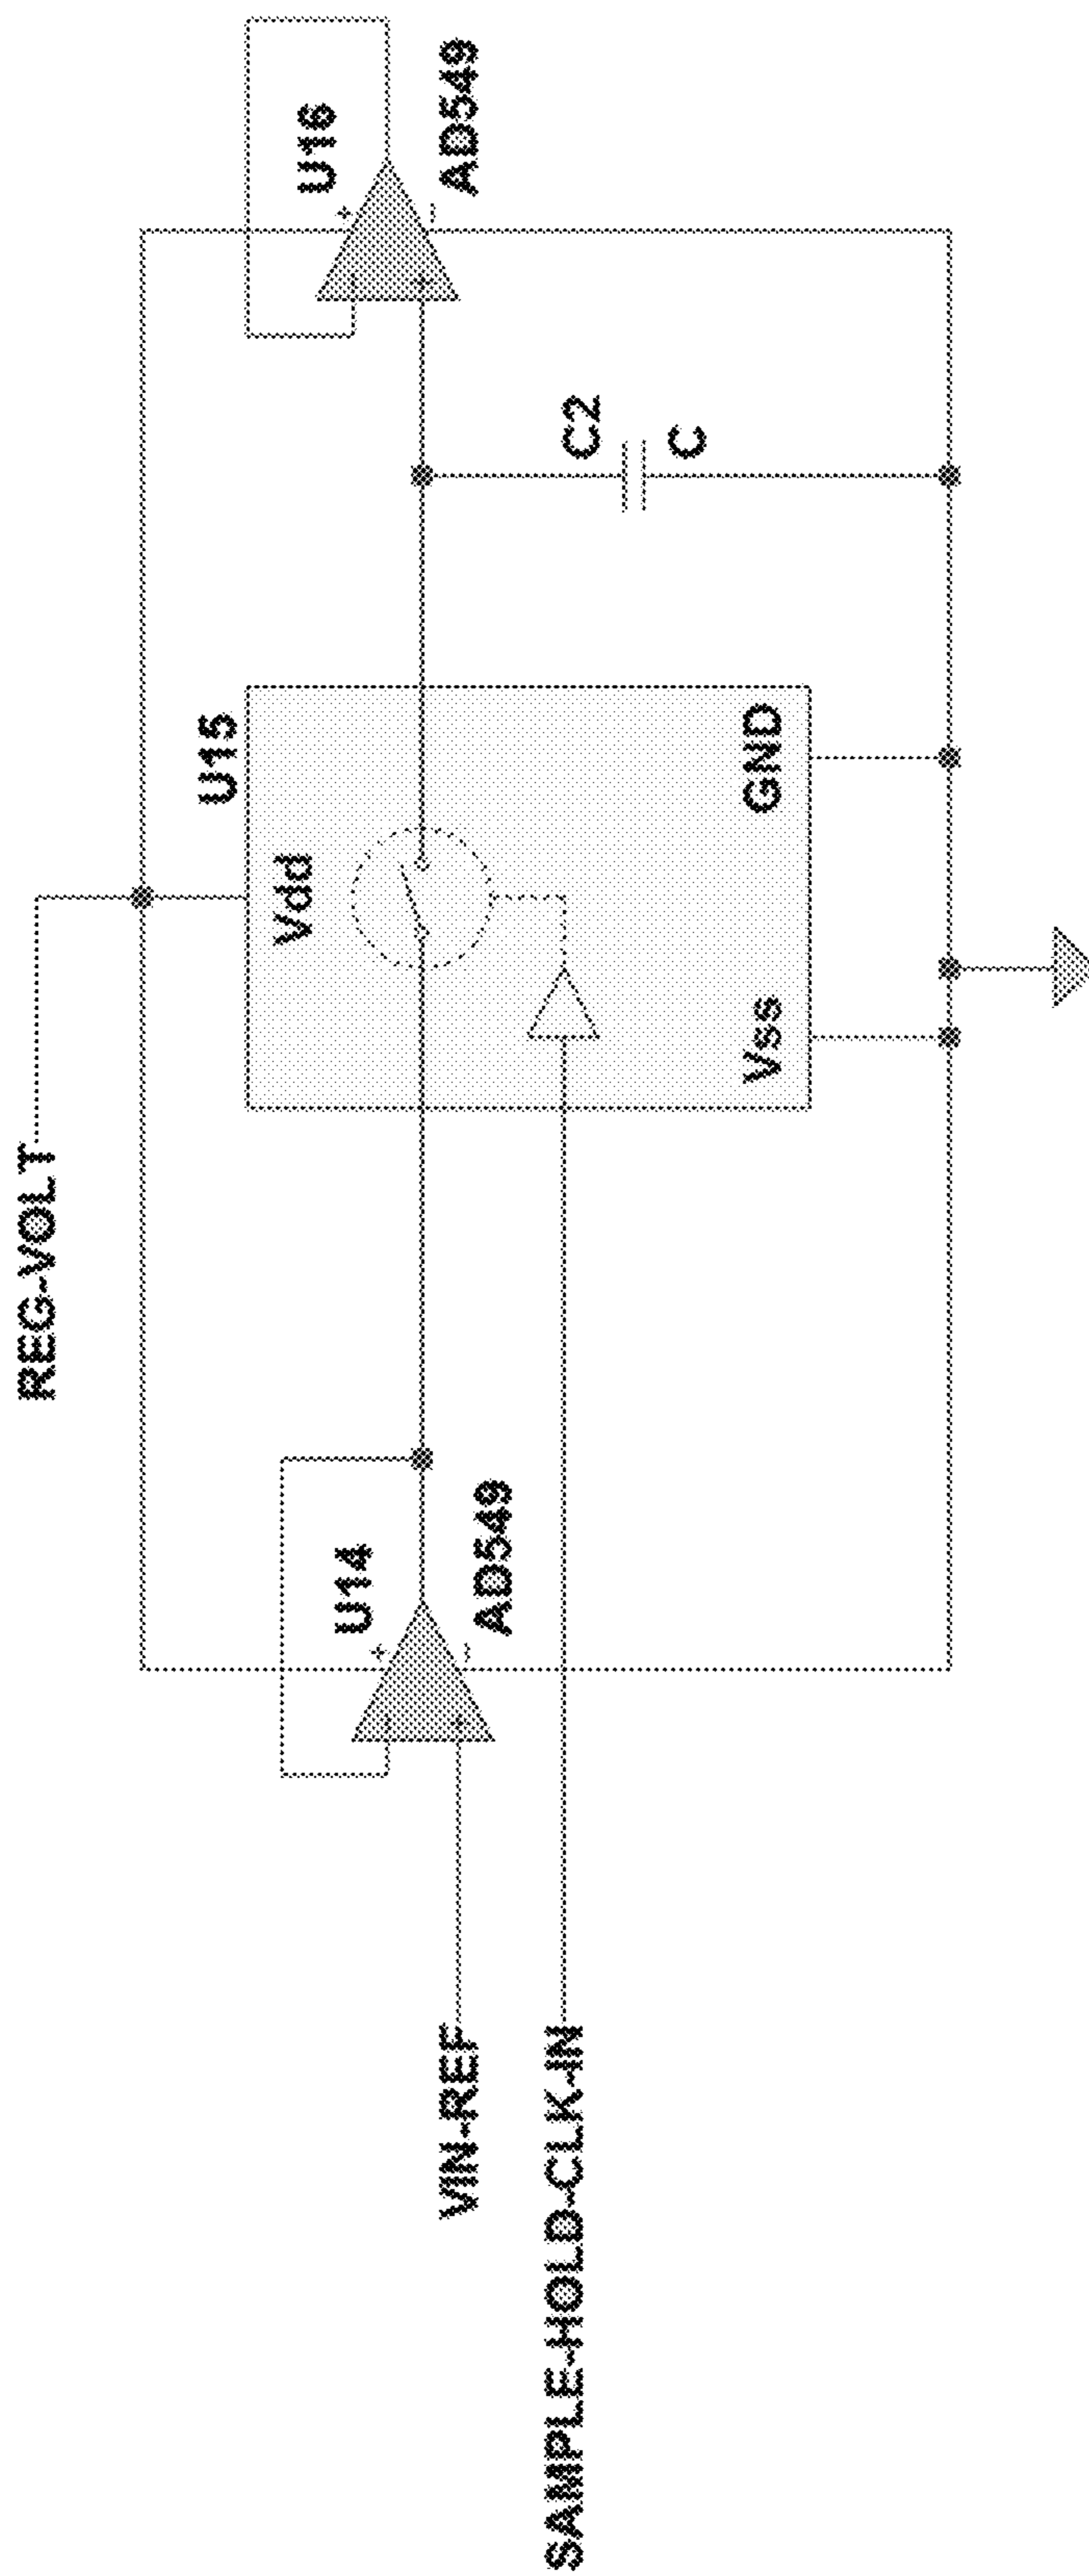 REG-VOLT
U14
AD549
U15
Vdd
Vss
GND
C2
C
U16
AD549
VIN-REF
SAMPLE-HOLD-CLK-IN